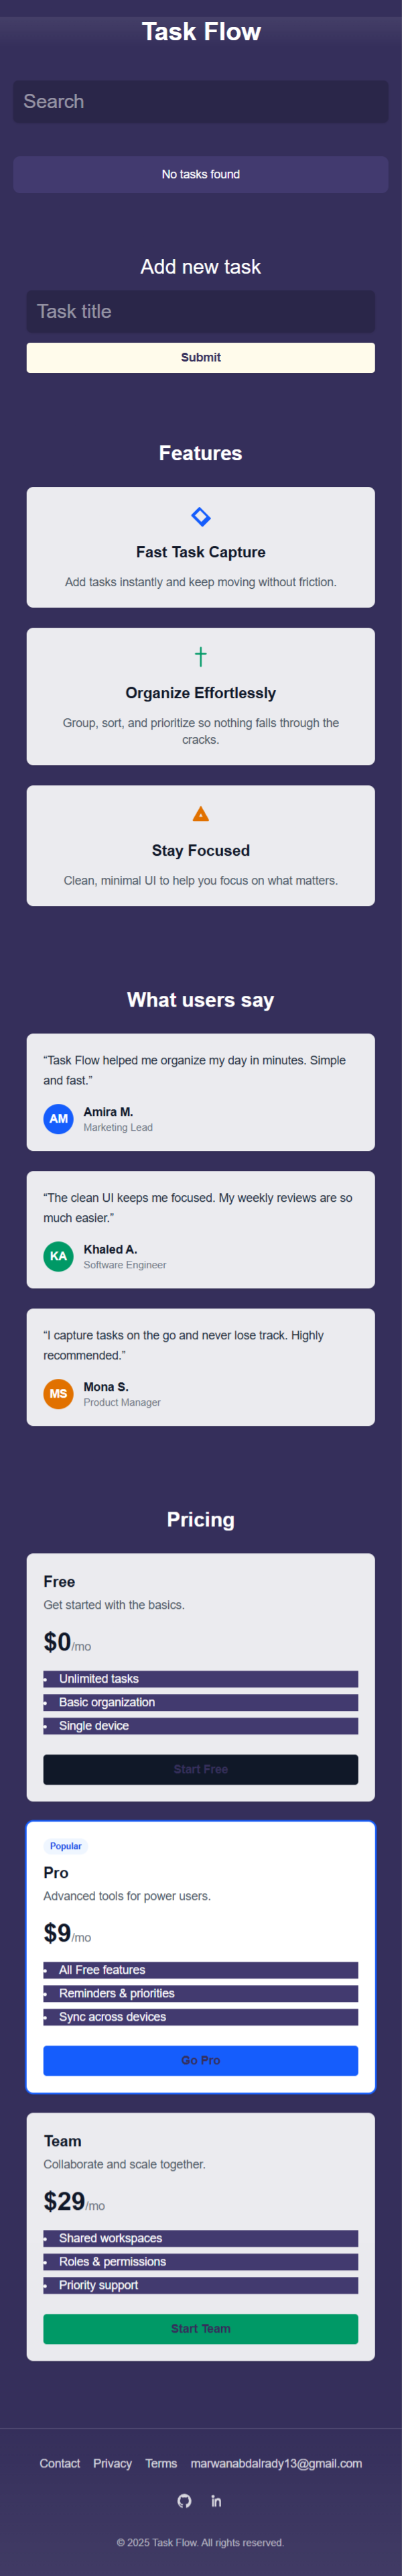 Task Flow
Search
No tasks found
Add new task
Task title
Submit
Features
Fast Task Capture
Add tasks instantly and keep moving without friction.
Organize Effortlessly
Group, sort, and prioritize so nothing falls through the
cracks.
Stay Focused
Clean, minimal UI to help you focus on what matters.
What users say
“Task Flow helped me organize my day in minutes. Simple
and fast.”
AM
Amira M.
Marketing Lead
“The clean UI keeps me focused. My weekly reviews are so
much easier.”
KA
Khaled A.
Software Engineer
“I capture tasks on the go and never lose track. Highly
recommended.”
MS
Mona S.
Product Manager
Pricing
Free
Get started with the basics.
$0/mo
• Unlimited tasks
• Basic organization
• Single device
Start Free
Popular
Pro
Advanced tools for power users.
$9/mo
• All Free features
• Reminders & priorities
• Sync across devices
Go Pro
Team
Collaborate and scale together.
$29/mo
• Shared workspaces
• Roles & permissions
• Priority support
Start Team
Contact Privacy Terms marwanabdalrady13@gmail.com
in
© 2025 Task Flow. All rights reserved.